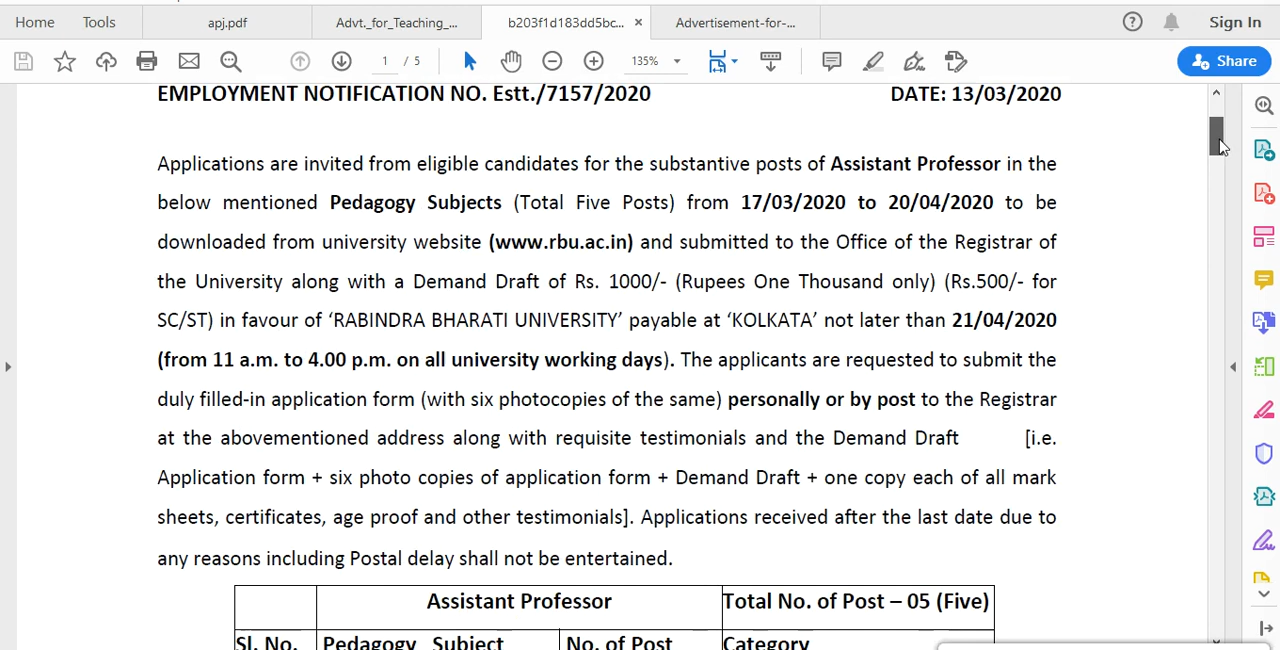 Home Tools apj.pdf Advt._for_Teaching_... b203f1d183dd5bc... × Advertisement-for-... Sign In
1 / 5 135% Share
EMPLOYMENT NOTIFICATION NO. Estt./7157/2020 DATE: 13/03/2020
Applications are invited from eligible candidates for the substantive posts of Assistant Professor in the
below mentioned Pedagogy Subjects (Total Five Posts) from 17/03/2020 to 20/04/2020 to be
downloaded from university website (www.rbu.ac.in) and submitted to the Office of the Registrar of
the University along with a Demand Draft of Rs. 1000/- (Rupees One Thousand only) (Rs.500/- for
SC/ST) in favour of ‘RABINDRA BHARATI UNIVERSITY’ payable at ‘KOLKATA’ not later than 21/04/2020
(from 11 a.m. to 4.00 p.m. on all university working days). The applicants are requested to submit the
duly filled-in application form (with six photocopies of the same) personally or by post to the Registrar
at the abovementioned address along with requisite testimonials and the Demand Draft [i.e.
Application form + six photo copies of application form + Demand Draft + one copy each of all mark
sheets, certificates, age proof and other testimonials]. Applications received after the last date due to
any reasons including Postal delay shall not be entertained.
Assistant Professor Total No. of Post – 05 (Five)
Sl. No. Pedagogy Subject No. of Post Category